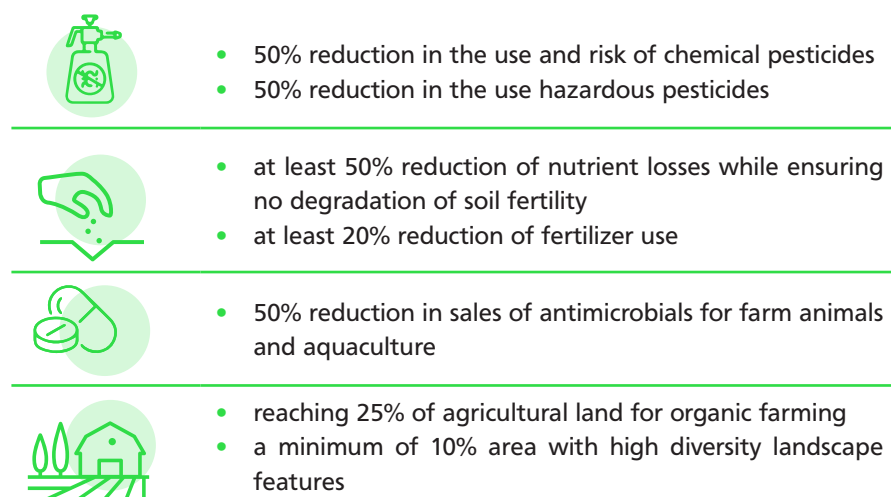 • 50% reduction in the use and risk of chemical pesticides
• 50% reduction in the use hazardous pesticides
• at least 50% reduction of nutrient losses while ensuring
no degradation of soil fertility
• at least 20% reduction of fertilizer use
• 50% reduction in sales of antimicrobials for farm animals
and aquaculture
• reaching 25% of agricultural land for organic farming
• a minimum of 10% area with high diversity landscape
features